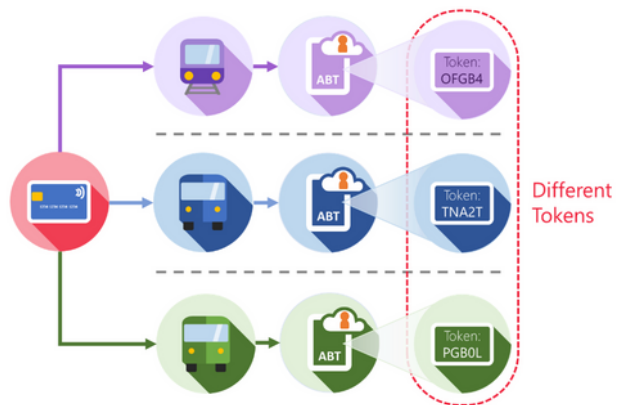 ABT
Token:
OFGB4
ABT
Token:
TNA2T
Different
Tokens
ABT
Token:
PGB0L